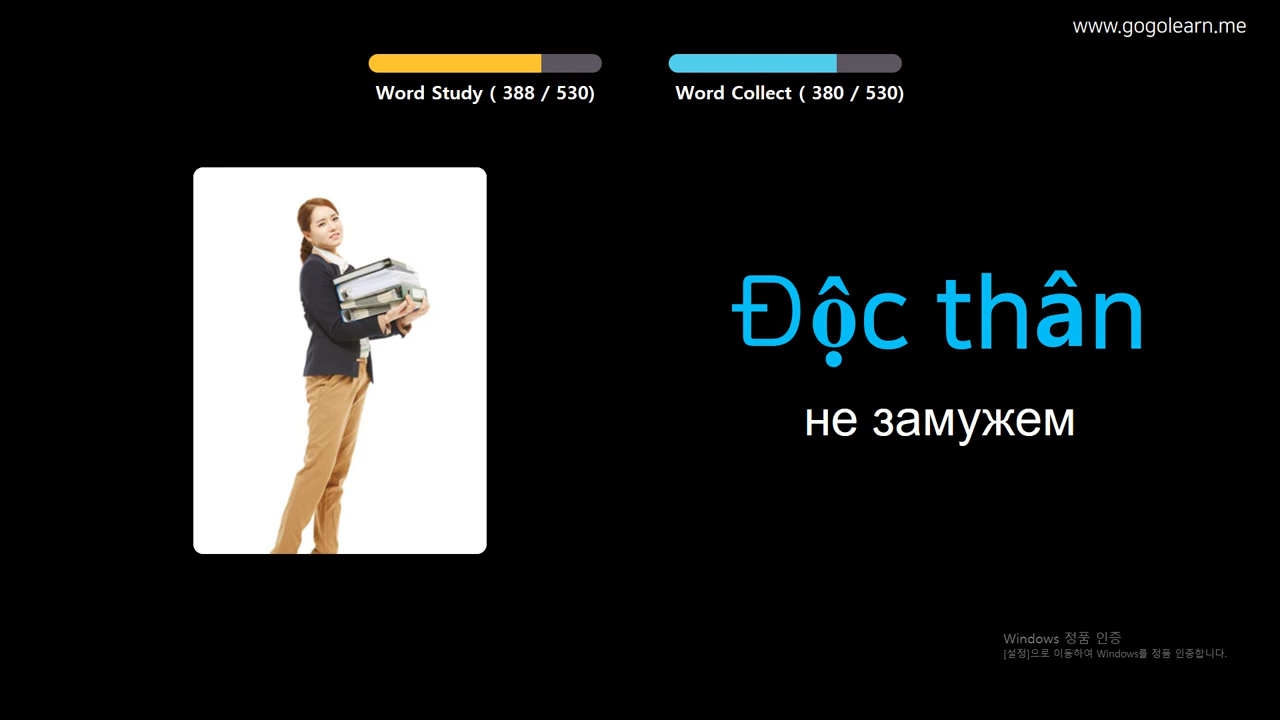 www.gogolearn.me
Word Study ( 388 / 530)
Word Collect ( 380 / 530)
Độc thân
не замужем
Windows 정품 인증
[설정]으로 이동하여 Windows를 정품 인증합니다.